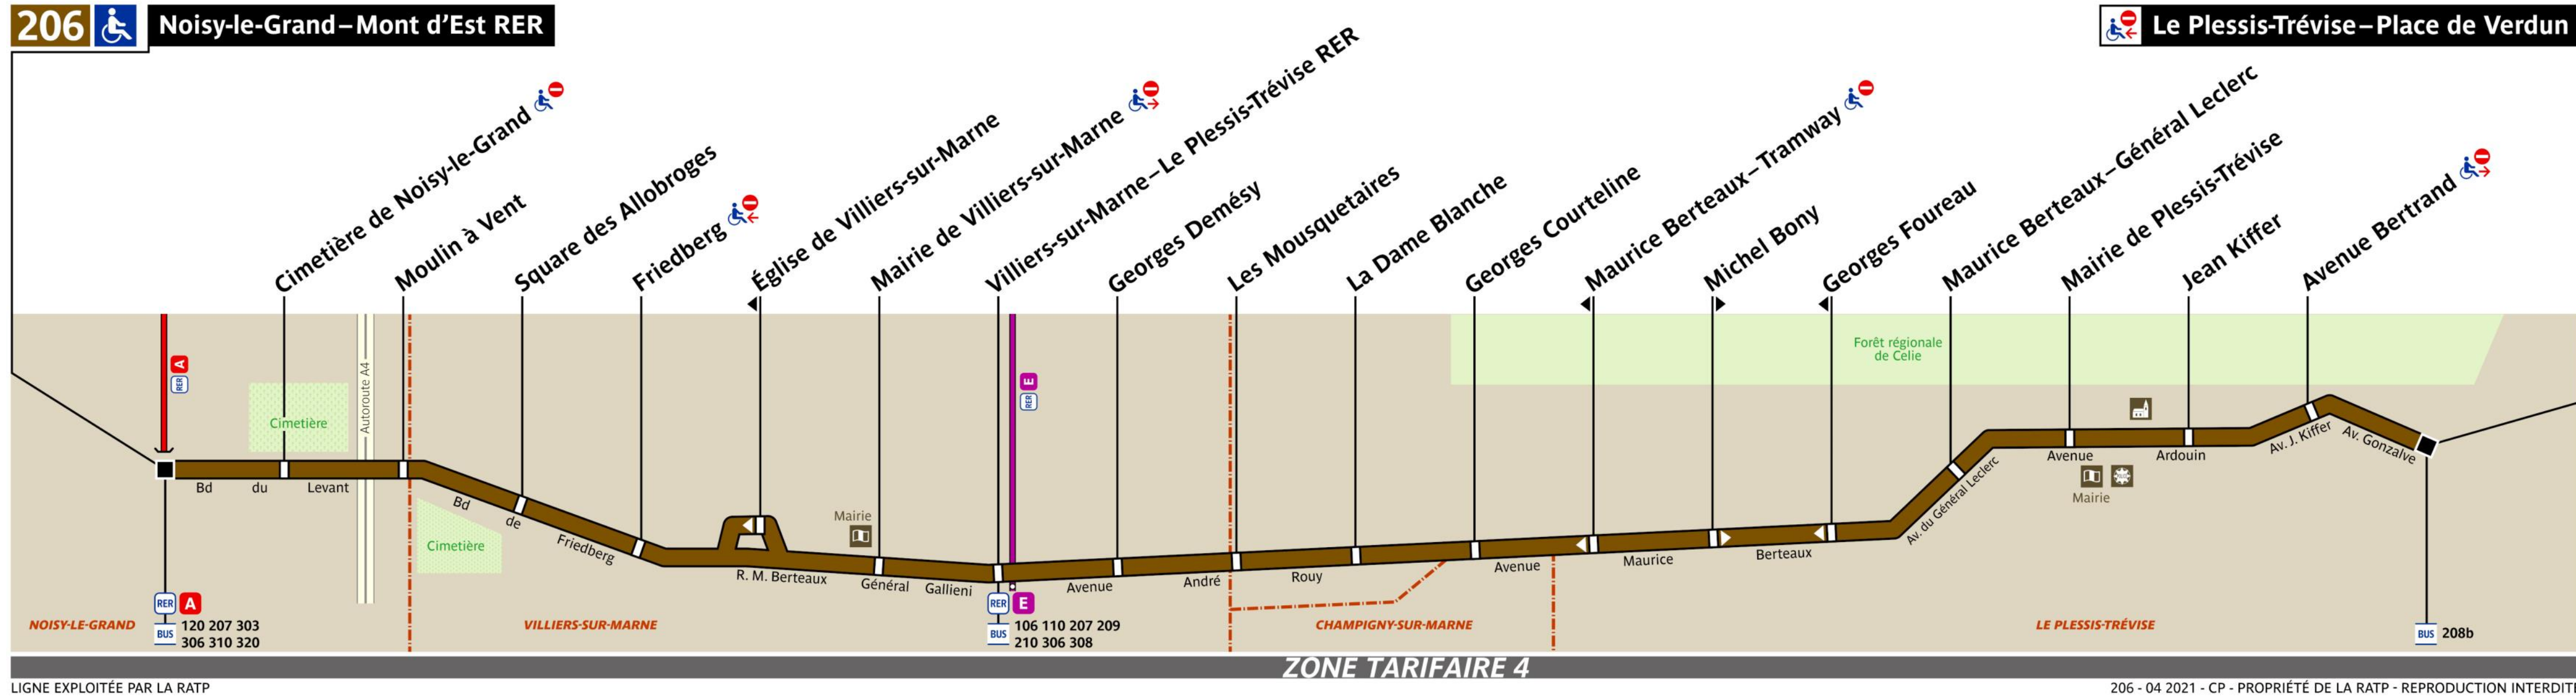 206 Noisy-le-Grand–Mont d'Est RER
Le Plessis-Trévise–Place de Verdun
Cimetière de Noisy-le-Grand
Moulin à Vent
Square des Allobroges
Friedberg
Église de Villiers-sur-Marne
Mairie de Villiers-sur-Marne
Villiers-sur-Marne–Le Plessis-Trévise RER
Georges Demésy
Les Mousquetaires
La Dame Blanche
Georges Courteline
Maurice Berteaux–Tramway
Michel Bony
Georges Foureau
Maurice Berteaux–Général Leclerc
Mairie de Plessis-Trévise
Jean Kiffer
Avenue Bertrand
A
RER
Cimetière
Autoroute A4
E
RER
Forêt régionale
de Celie
Bd du Levant
Bd de Friedberg
Cimetière
Mairie
R. M. Berteaux
Général Gallieni
Avenue André Rouy
Avenue Maurice Berteaux
Av. du Général Leclerc
Avenue Ardouin
Mairie
Av. J. Kiffer
Av. Gonzalve
RER A
BUS 120 207 303
306 310 320
RER E
BUS 106 110 207 209
210 306 308
BUS 208b
NOISY-LE-GRAND
VILLIERS-SUR-MARNE
CHAMPIGNY-SUR-MARNE
LE PLESSIS-TRÉVISE
ZONE TARIFAIRE 4
LIGNE EXPLOITÉE PAR LA RATP
206 - 04 2021 - CP - PROPRIÉTÉ DE LA RATP - REPRODUCTION INTERDIT